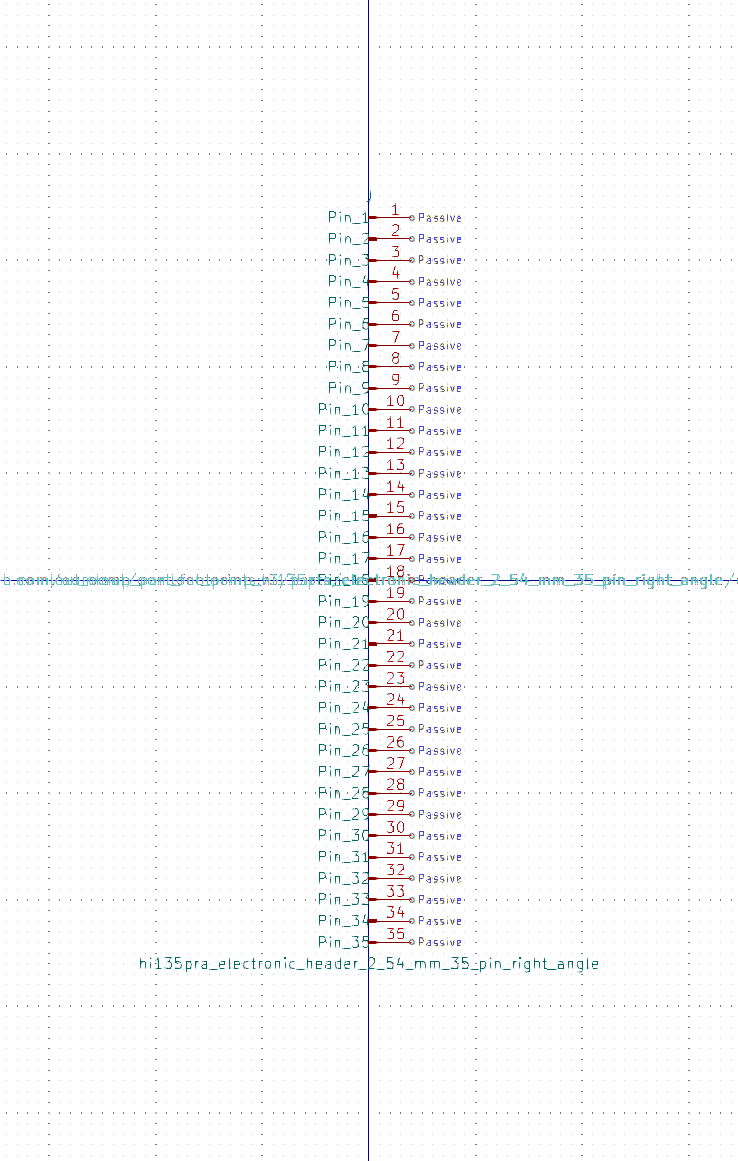 J
Pin_1 1 Passive
Pin_2 2 Passive
Pin_3 3 Passive
Pin_4 4 Passive
Pin_5 5 Passive
Pin_6 6 Passive
Pin_7 7 Passive
Pin_8 8 Passive
Pin_9 9 Passive
Pin_10 10 Passive
Pin_11 11 Passive
Pin_12 12 Passive
Pin_13 13 Passive
Pin_14 14 Passive
Pin_15 15 Passive
Pin_16 16 Passive
Pin_17 17 Passive
18 Passive
Pin_19 19 Passive
Pin_20 20 Passive
Pin_21 21 Passive
Pin_22 22 Passive
Pin_23 23 Passive
Pin_24 24 Passive
Pin_25 25 Passive
Pin_26 26 Passive
Pin_27 27 Passive
Pin_28 28 Passive
Pin_29 29 Passive
Pin_30 30 Passive
Pin_31 31 Passive
Pin_32 32 Passive
Pin_33 33 Passive
Pin_34 34 Passive
Pin_35 35 Passive
hi135pra_electronic_header_2_54_mm_35_pin_right_angle